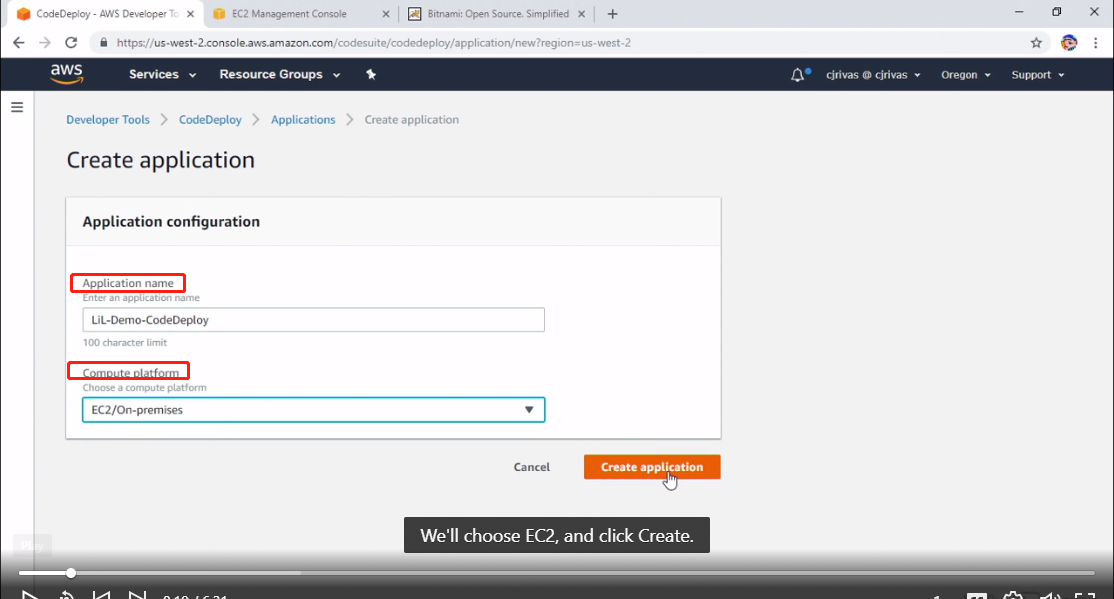 CodeDeploy - AWS Developer To
EC2 Management Console
Bitnami: Open Source. Simplified
https://us-west-2.console.aws.amazon.com/codesuite/codedeploy/application/new?region=us-west-2
aws
Services
Resource Groups
cjrivas @ cjrivas
Oregon
Support
Developer Tools > CodeDeploy > Applications > Create application
Create application
Application configuration
Application name
Enter an application name
LiL-Demo-CodeDeploy
100 character limit
Compute platform
Choose a compute platform
EC2/On-premises
Cancel
Create application
We'll choose EC2, and click Create.
Play